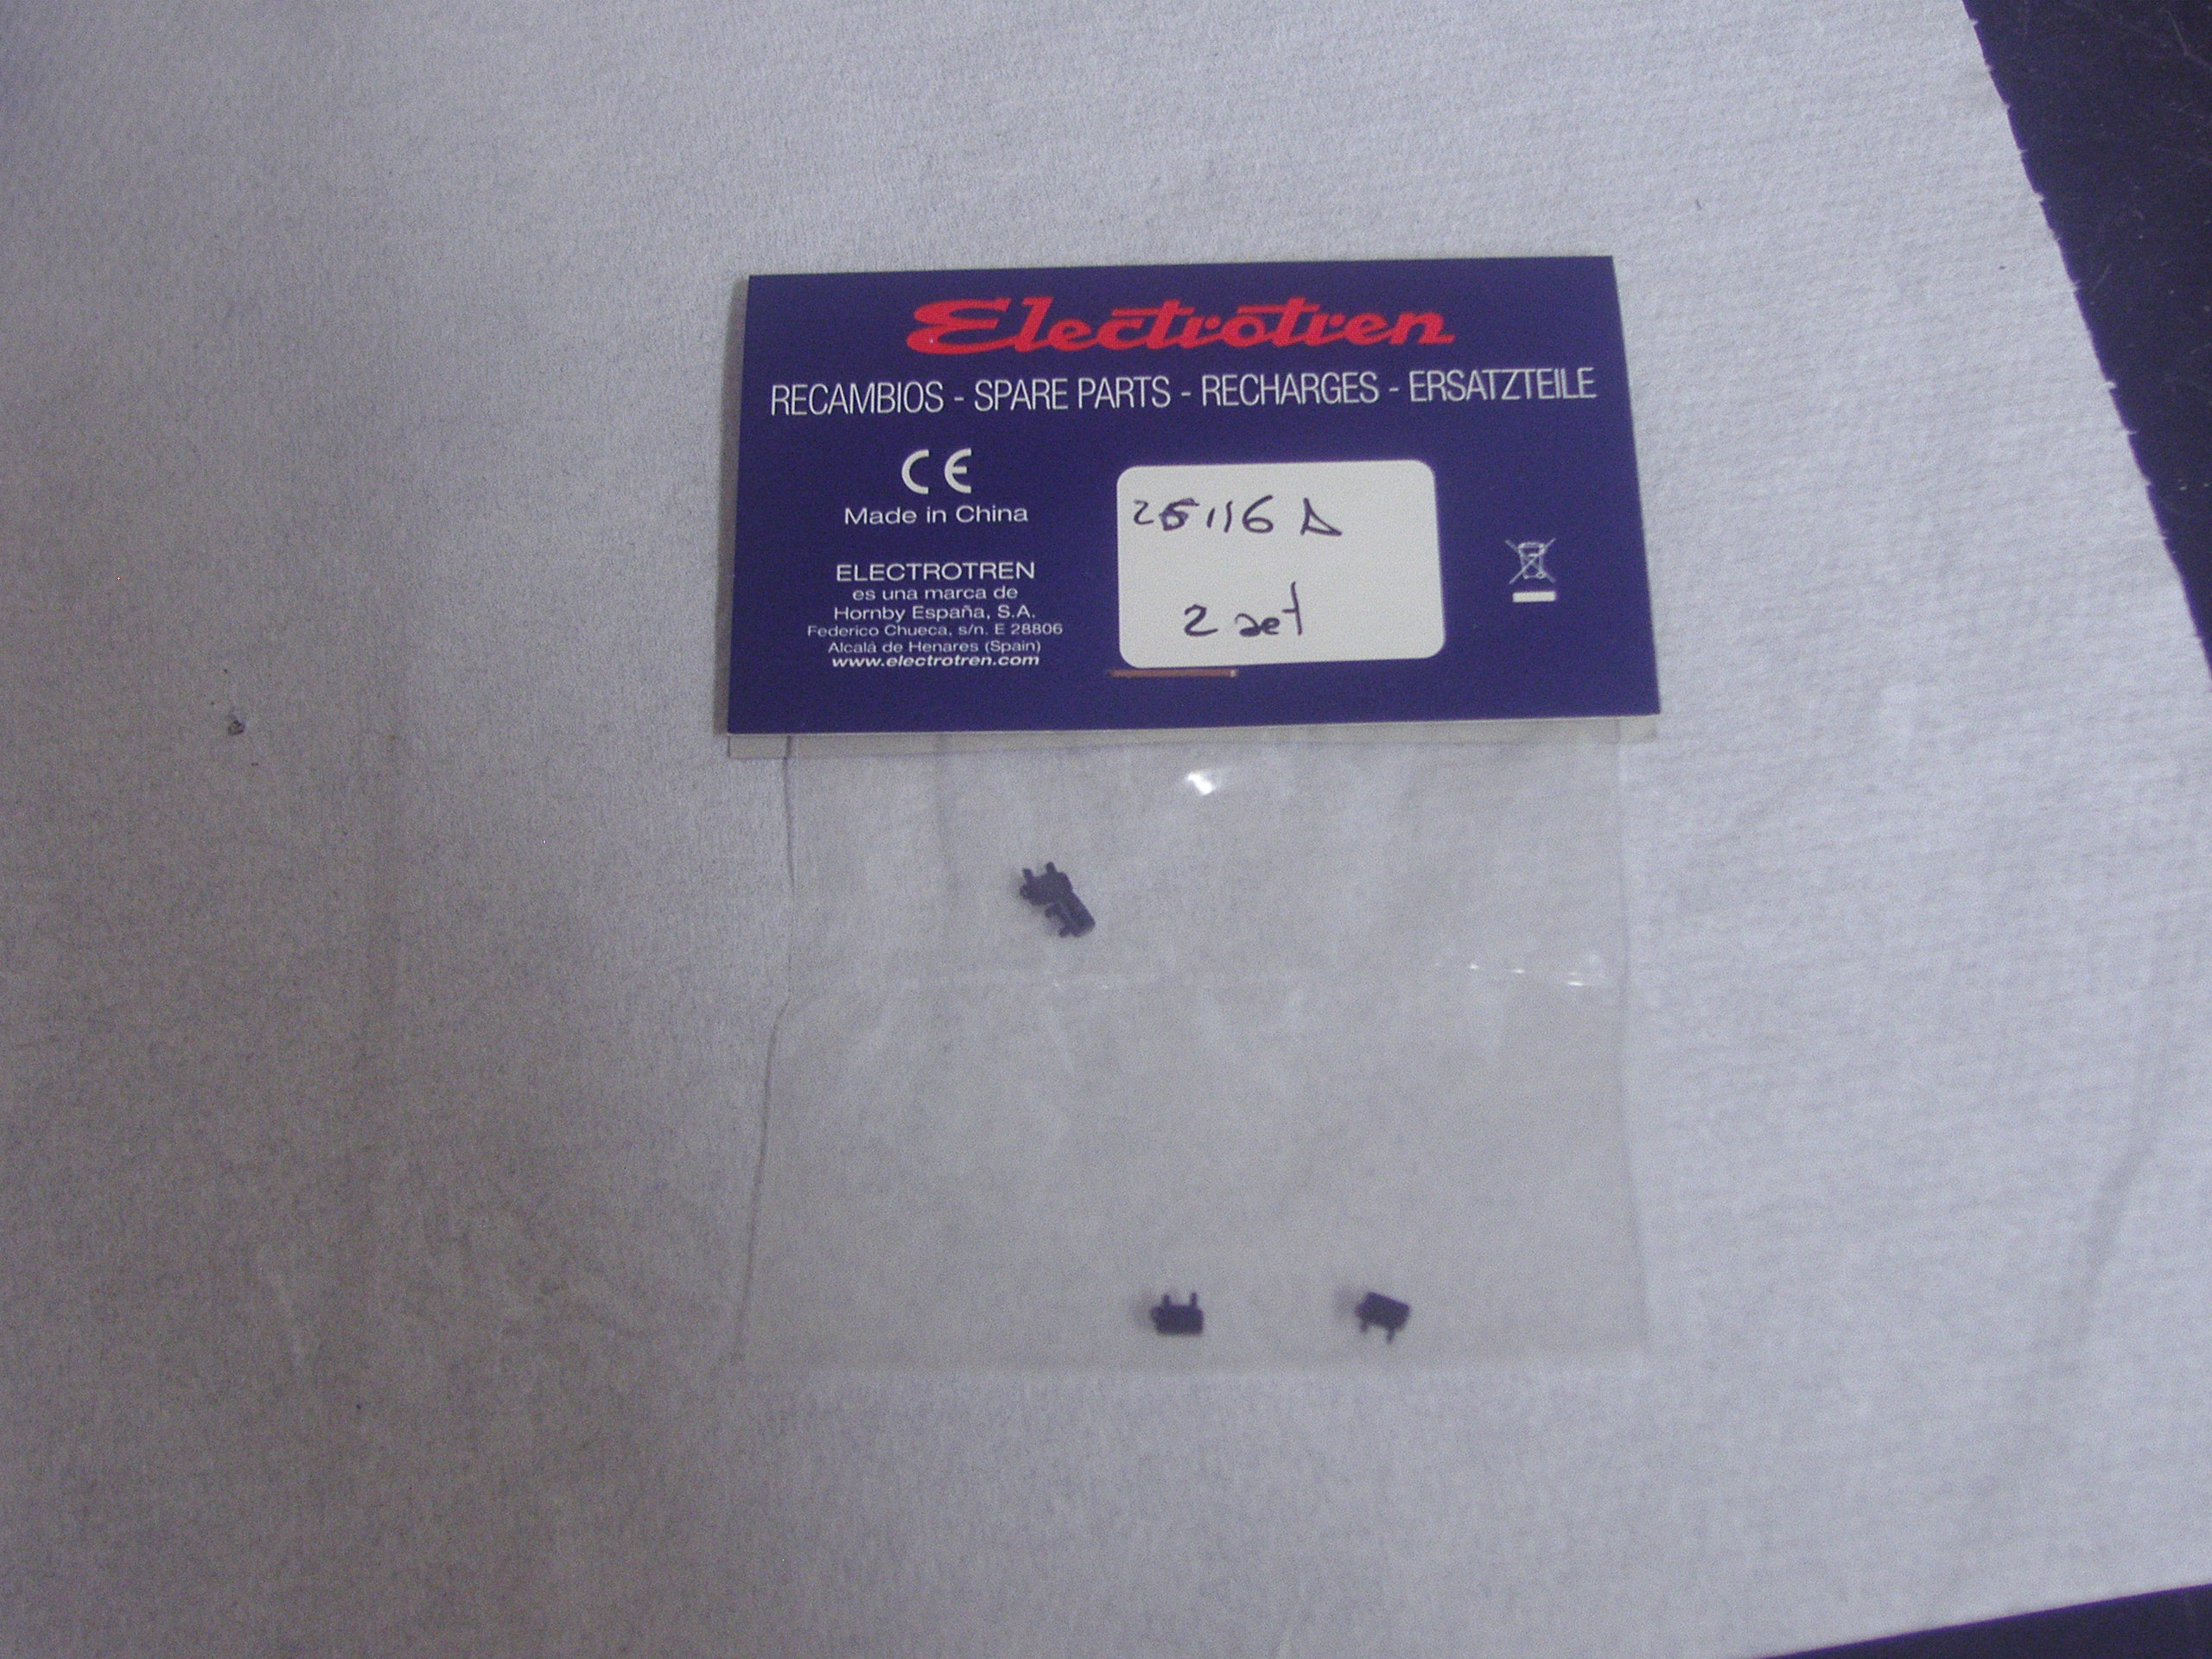 Electrotren
RECAMBIOS - SPARE PARTS - RECHARGES - ERSATZTEILE
CE
Made in China
ELECTROTREN
es una marca de
Hornby España, S.A.
Federico Chueca, s/n. E 28806
Alcalá de Henares (Spain)
www.electrotren.com
25116 A
2 set